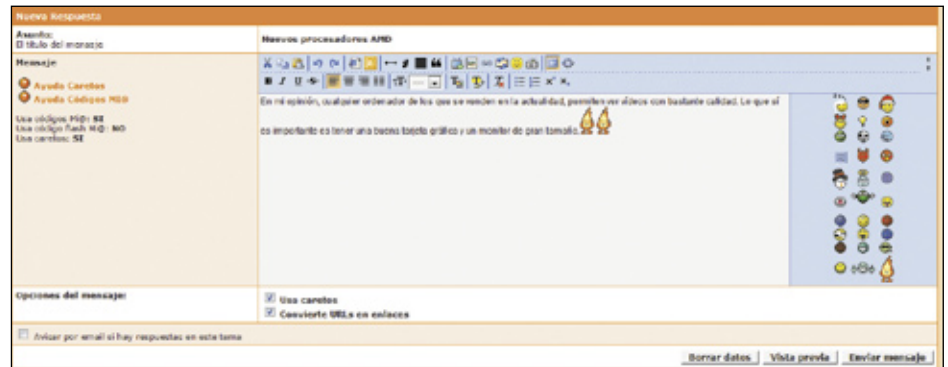 Nueva Respuesta
Asunto:
El título del mensaje
Nuevos procesadores AMD
Mensaje:
Ayuda Caretos
Ayuda Códigos M@
Usa códigos M@: SI
Usa código flash M@: NO
Usa caretos: SI
En mi opinión, cualquier ordenador de los que se venden en la actualidad, permiten ver vídeos con bastante calidad. Lo que sí
es importante es tener una buena tarjeta gráfica y un monitor de gran tamaño.
Opciones del mensaje:
Usa caretos
Convierte URLs en enlaces
Avisar por email si hay respuestas en este tema
Borrar datos
Vista previa
Enviar mensaje